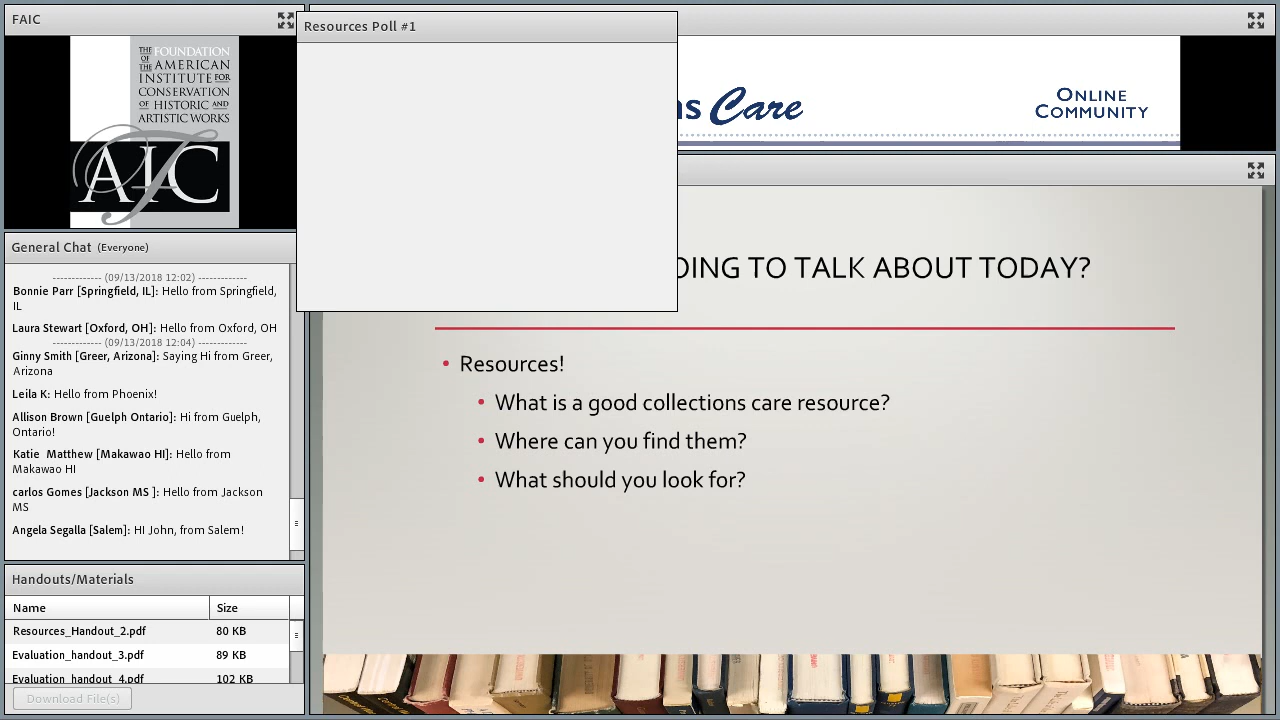 FAIC
THE FOUNDATION
OF THE AMERICAN
INSTITUTE FOR
CONSERVATION
OF HISTORIC AND
ARTISTIC WORKS
AIC
General Chat (Everyone)
------------- (09/13/2018 12:02) -------------
Bonnie Parr [Springfield, IL]: Hello from Springfield,
IL
Laura Stewart [Oxford, OH]: Hello from Oxford, OH
------------- (09/13/2018 12:04) -------------
Ginny Smith [Greer, Arizona]: Saying Hi from Greer,
Arizona
Leila K: Hello from Phoenix!
Allison Brown [Guelph Ontario]: Hi from Guelph,
Ontario!
Katie Matthew [Makawao HI]: Hello from
Makawao HI
carlos Gomes [Jackson MS ]: Hello from Jackson
MS
Angela Segalla [Salem]: HI John, from Salem!
Handouts/Materials
Name Size
Resources_Handout_2.pdf 80 KB
Evaluation_handout_3.pdf 89 KB
Evaluation_handout_4.pdf 102 KB
Download File(s)
Resources Poll #1
ns Care
ONLINE
COMMUNITY
OING TO TALK ABOUT TODAY?
• Resources!
• What is a good collections care resource?
• Where can you find them?
• What should you look for?